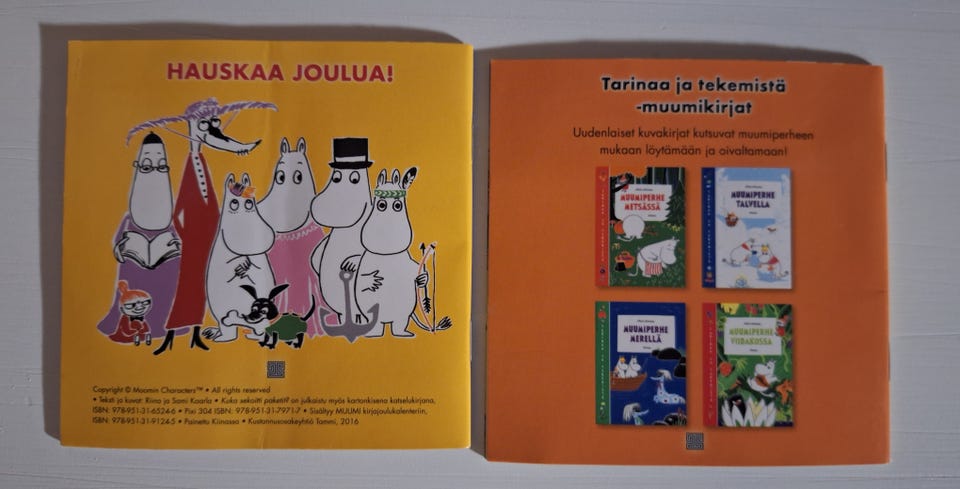 HAUSKAA JOULUA!
Copyright © Moomin Characters™ • All rights reserved
• Teksti ja kuvat: Riina ja Sami Kaarla • Kuka sekoitti paketit? on julkaistu myös kartonkisena katselukirjana,
ISBN: 978-951-31-6524-6 • Pixi 304 ISBN: 978-951-31-7971-7 • Sisältyy MUUMI kirjajoulukalenteriin,
ISBN: 978-951-31-9124-5 • Painettu Kiinassa • Kustannusosakeyhtiö Tammi, 2016
Tarinaa ja tekemistä
-muumikirjat
Uudenlaiset kuvakirjat kutsuvat muumiperheen
mukaan löytämään ja oivaltamaan!
MUUMIPERHE
METSÄSSÄ
MUUMIPERHE
TALVELLA
MUUMIPERHE
MERELLÄ
MUUMIPERHE
VIIDAKOSSA